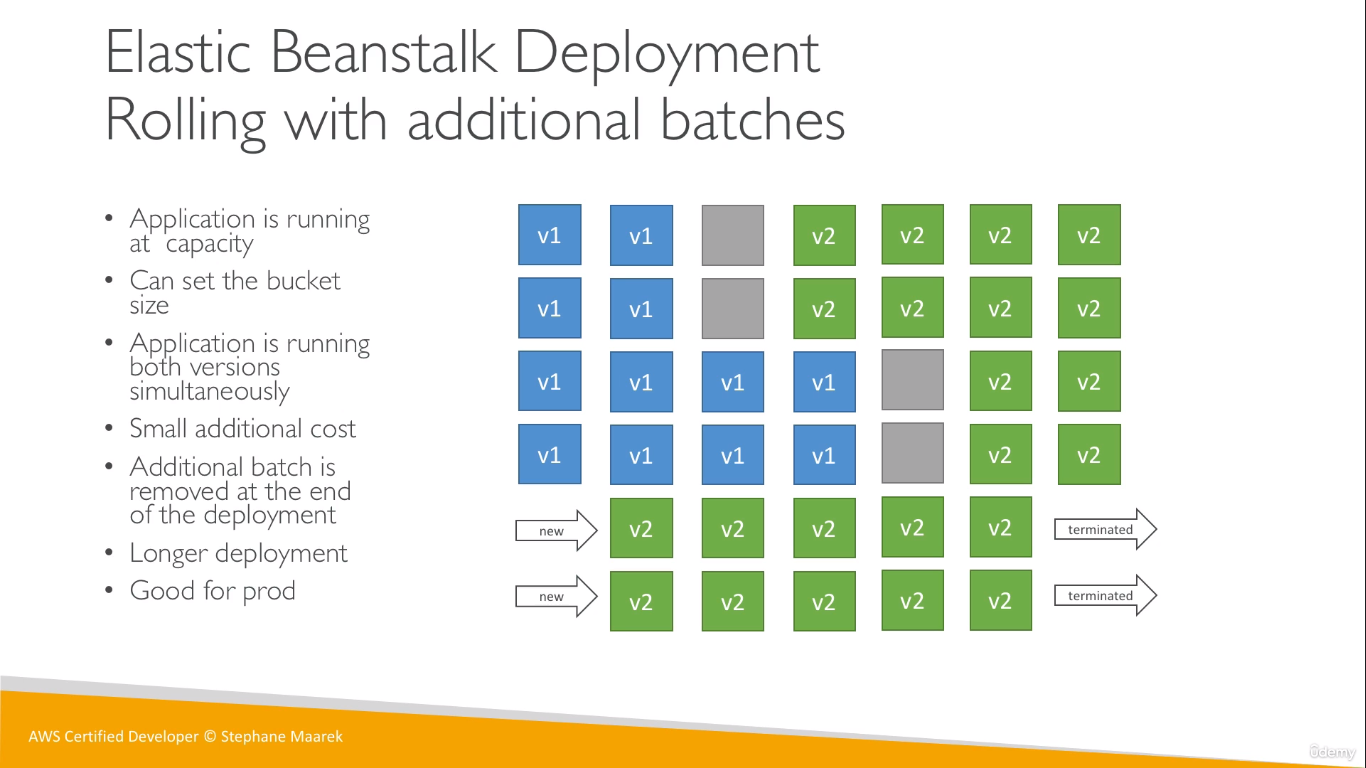 Elastic Beanstalk Deployment
Rolling with additional batches
• Application is running
at capacity
• Can set the bucket
size
• Application is running
both versions
simultaneously
• Small additional cost
• Additional batch is
removed at the end
of the deployment
• Longer deployment
• Good for prod
v1 v1 v2 v2 v2 v2
v1 v1 v2 v2 v2 v2
v1 v1 v1 v1 v2 v2
v1 v1 v1 v1 v2 v2
new v2 v2 v2 v2 v2 terminated
new v2 v2 v2 v2 v2 terminated
AWS Certified Developer © Stephane Maarek
ûdemy